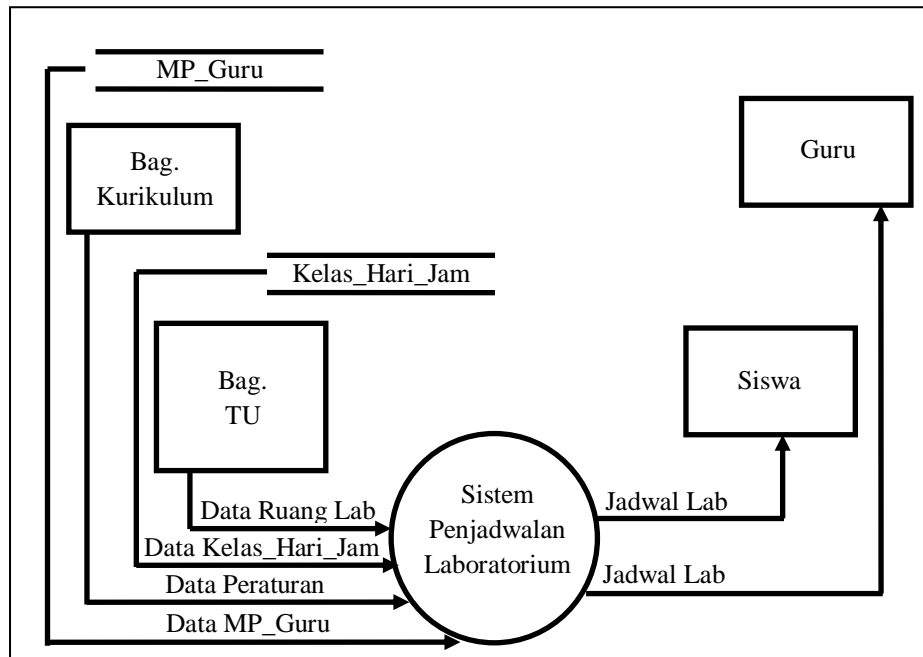 MP_Guru
Bag.
Kurikulum
Guru
Kelas_Hari_Jam
Bag.
TU
Siswa
Sistem
Penjadwalan
Laboratorium
Data Ruang Lab
Data Kelas_Hari_Jam
Data Peraturan
Data MP_Guru
Jadwal Lab
Jadwal Lab